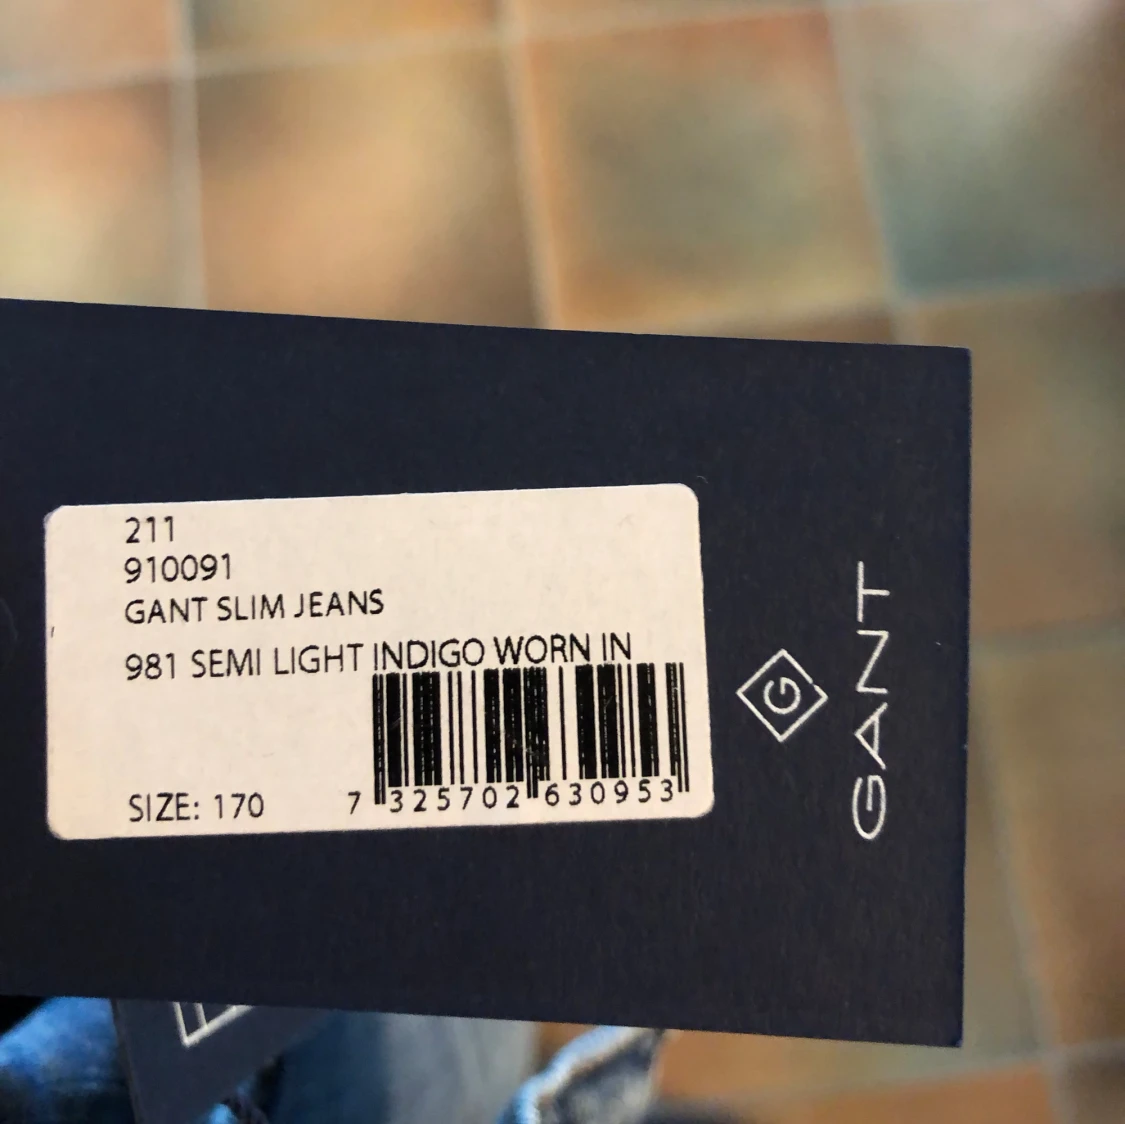 211
910091
GANT SLIM JEANS
981 SEMI LIGHT INDIGO WORN IN
SIZE: 170
7 325702 630953
G
GANT